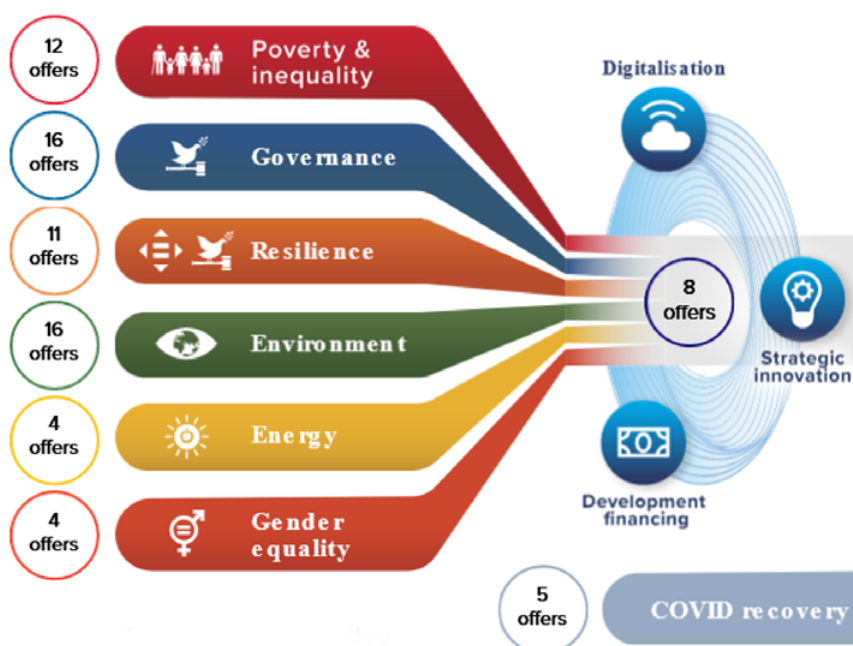 12
offers
Poverty &
inequality
Digitalisation
16
offers
Governance
11
offers
Resilience
8
offers
16
offers
Environment
Strategic
innovation
4
offers
Energy
Development
financing
4
offers
Gender
equality
5
offers
COVID recovery